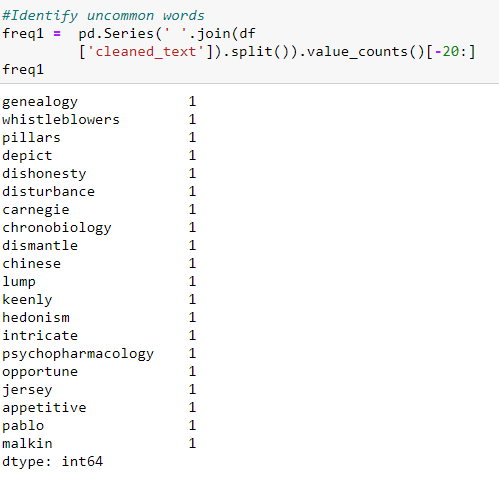 #Identify uncommon words
freq1 =  pd.Series(' '.join(df
         ['cleaned_text']).split()).value_counts()[-20:]
freq1
genealogy 1
whistleblowers 1
pillars 1
depict 1
dishonesty 1
disturbance 1
carnegie 1
chronobiology 1
dismantle 1
chinese 1
lump 1
keenly 1
hedonism 1
intricate 1
psychopharmacology 1
opportune 1
jersey 1
appetitive 1
pablo 1
malkin 1
dtype: int64